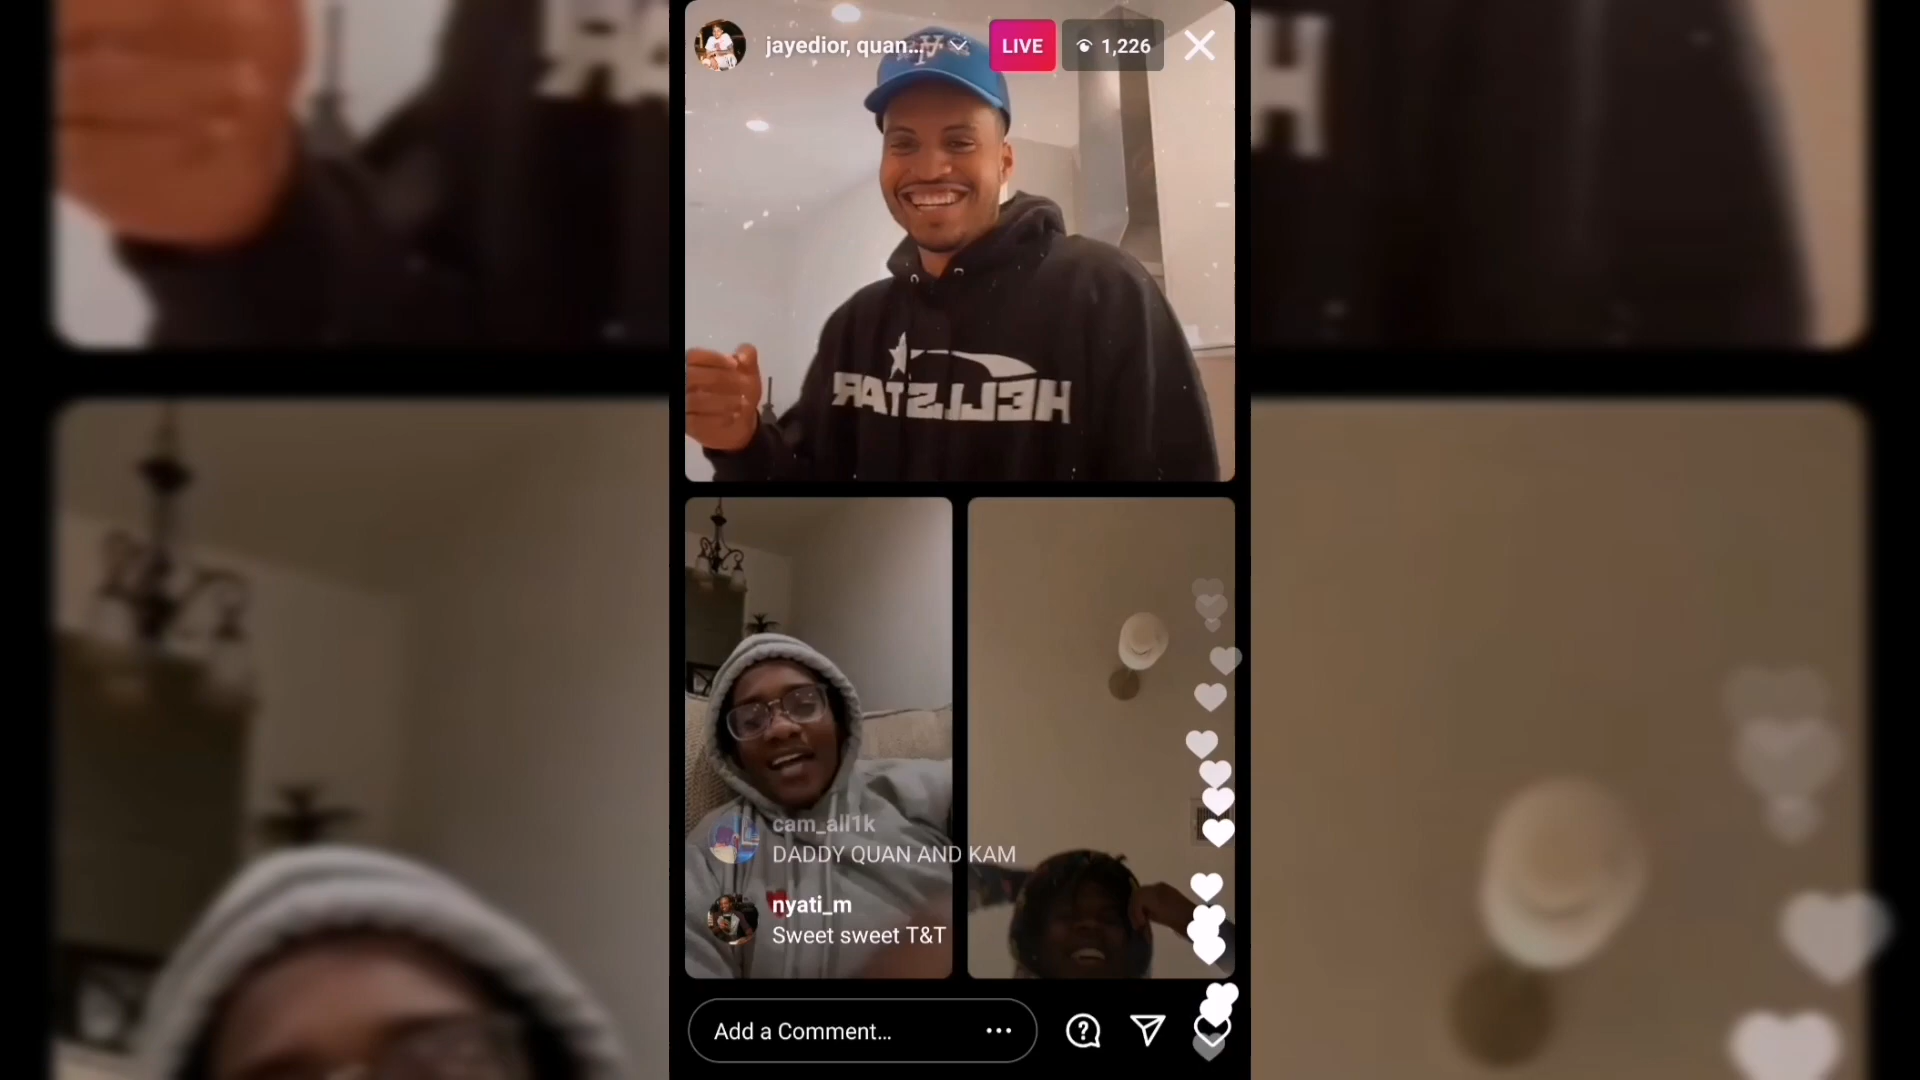 jayedior, quan...
LIVE
1,226
HELLSTAR
cam_all1k
DADDY QUAN AND KAM
nyati_m
Sweet sweet T&T
Add a Comment...